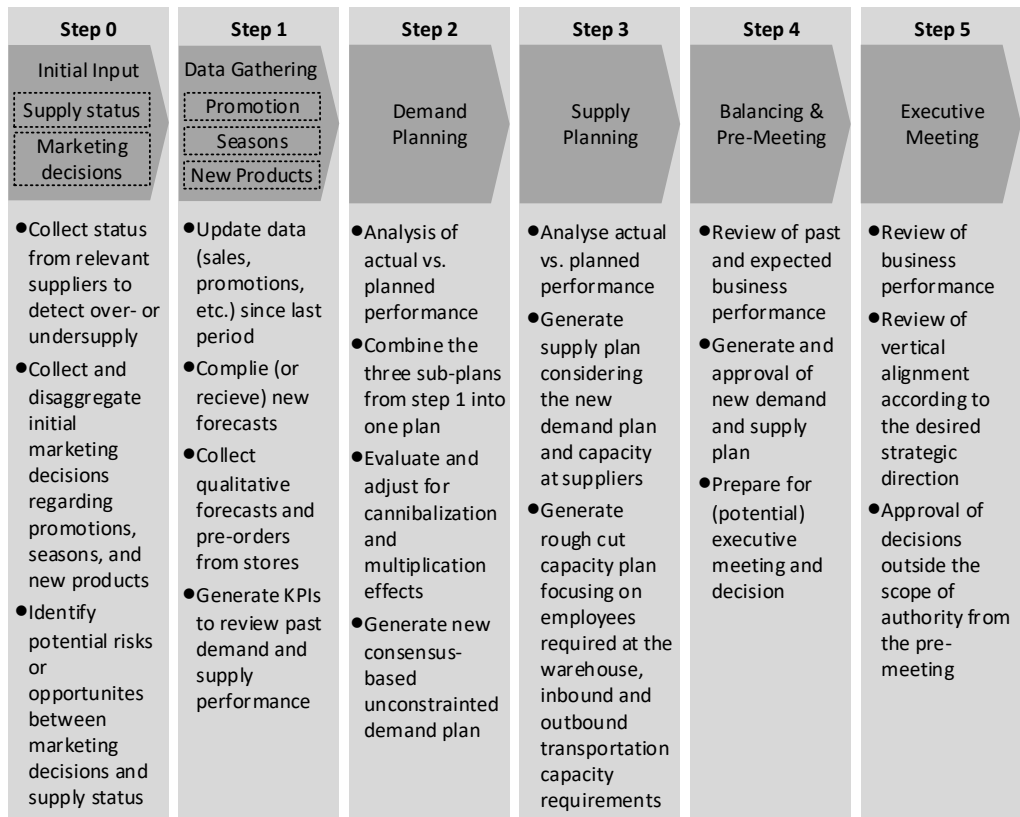 Step 0
Initial Input
Supply status
Marketing
decisions
●Collect status
from relevant
suppliers to
detect over- or
undersupply
●Collect and
disaggregate
initial
marketing
decisions
regarding
promotions,
seasons, and
new products
●Identify
potential risks
or
opportunites
between
marketing
decisions and
supply status
Step 1
Data Gathering
Promotion
Seasons
New Products
●Update data
(sales,
promotions,
etc.) since last
period
●Complie (or
recieve) new
forecasts
●Collect
qualitative
forecasts and
pre-orders
from stores
●Generate KPIs
to review past
demand and
supply
performance
Step 2
Demand
Planning
●Analysis of
actual vs.
planned
performance
●Combine the
three sub-plans
from step 1 into
one plan
●Evaluate and
adjust for
cannibalization
and
multiplication
effects
●Generate new
consensus-
based
unconstrainted
demand plan
Step 3
Supply
Planning
●Analyse actual
vs. planned
performance
●Generate
supply plan
considering
the new
demand plan
and capacity
at suppliers
●Generate
rough cut
capacity plan
focusing on
employees
required at the
warehouse,
inbound and
outbound
transportation
capacity
requirements
Step 4
Balancing &
Pre-Meeting
●Review of past
and expected
business
performance
●Generate and
approval of
new demand
and supply
plan
●Prepare for
(potential)
executive
meeting and
decision
Step 5
Executive
Meeting
●Review of
business
performance
●Review of
vertical
alignment
according to
the desired
strategic
direction
●Approval of
decisions
outside the
scope of
authority from
the pre-
meeting